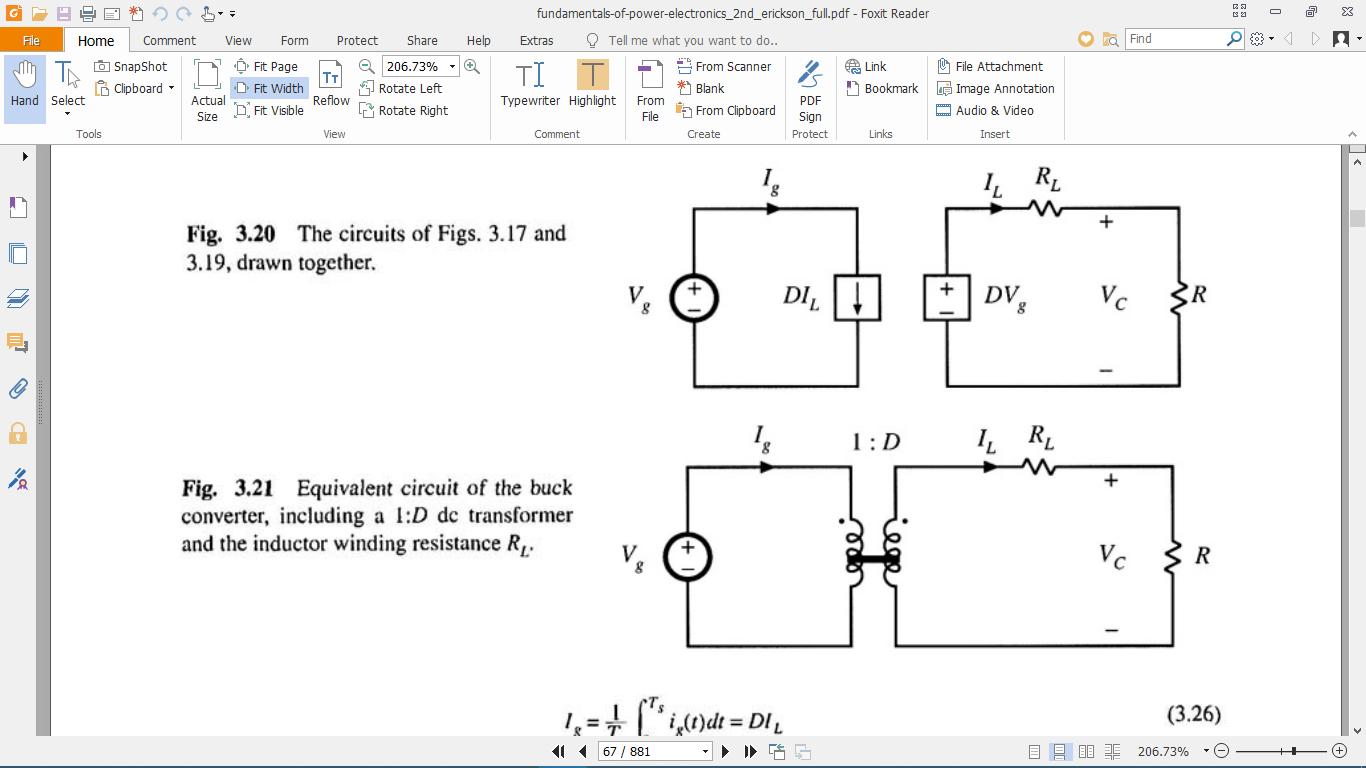 fundamentals-of-power-electronics_2nd_erickson_full.pdf - Foxit Reader
File Home Comment View Form Protect Share Help Extras Tell me what you want to do.. Find
Hand
Select
SnapShot
Clipboard
Tools
Actual Size
Fit Page
Fit Width
Fit Visible
Reflow
206.73%
Rotate Left
Rotate Right
View
Typewriter
Highlight
Comment
From File
From Scanner
Blank
From Clipboard
Create
PDF Sign
Protect
Link
Bookmark
Links
File Attachment
Image Annotation
Audio & Video
Insert
Fig. 3.20 The circuits of Figs. 3.17 and
3.19, drawn together.
I_g I_L R_L
+
V_g + − DI_L + − DV_g V_C R
−
Fig. 3.21 Equivalent circuit of the buck
converter, including a 1:D dc transformer
and the inductor winding resistance R_L.
I_g 1 : D I_L R_L
+
V_g + − V_C R
−
I_g = 1/T ∫^{T_s} i_g(t)dt = DI_L (3.26)
67 / 881 206.73%